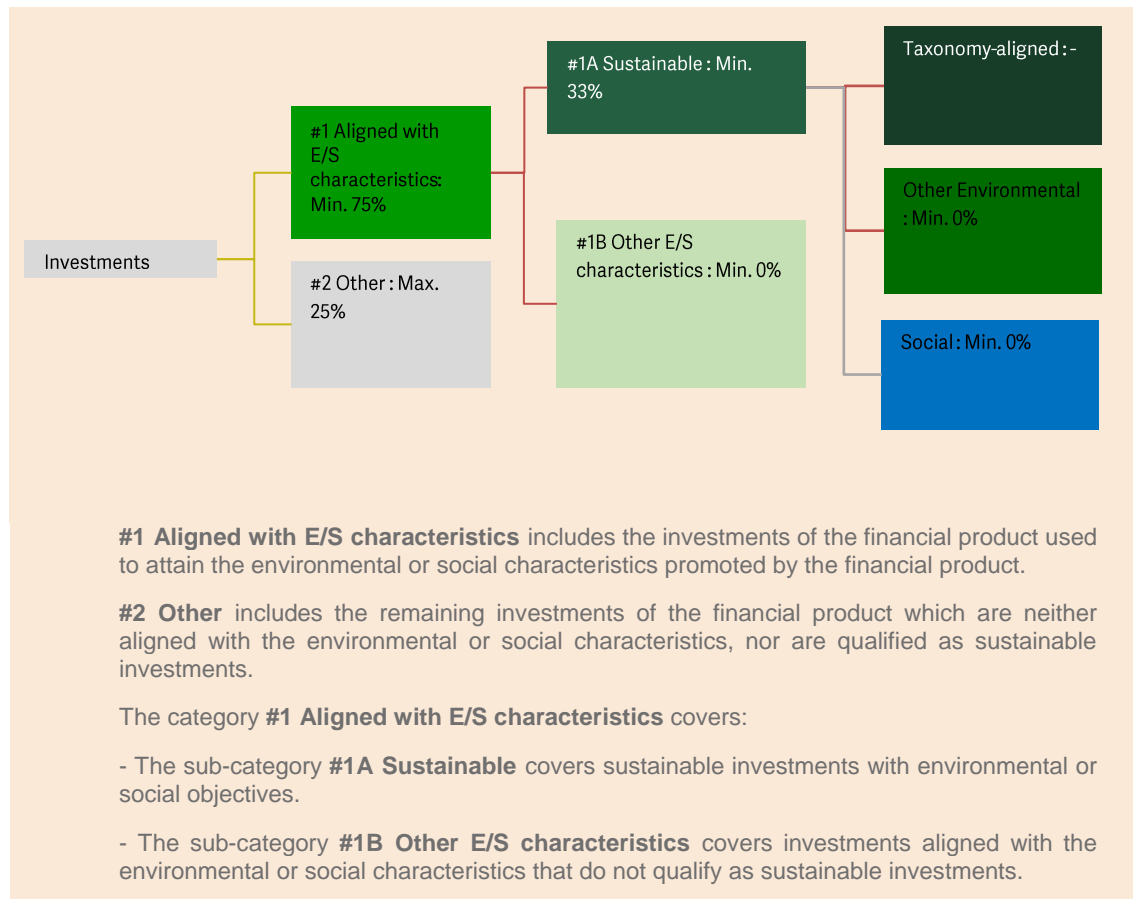 Investments
#1 Aligned with
E/S
characteristics:
Min. 75%
#2 Other : Max.
25%
#1A Sustainable : Min.
33%
#1B Other E/S
characteristics : Min. 0%
Taxonomy-aligned : -
Other Environmental
: Min. 0%
Social : Min. 0%
#1 Aligned with E/S characteristics includes the investments of the financial product used
to attain the environmental or social characteristics promoted by the financial product.
#2 Other includes the remaining investments of the financial product which are neither
aligned with the environmental or social characteristics, nor are qualified as sustainable
investments.
The category #1 Aligned with E/S characteristics covers:
- The sub-category #1A Sustainable covers sustainable investments with environmental or
social objectives.
- The sub-category #1B Other E/S characteristics covers investments aligned with the
environmental or social characteristics that do not qualify as sustainable investments.